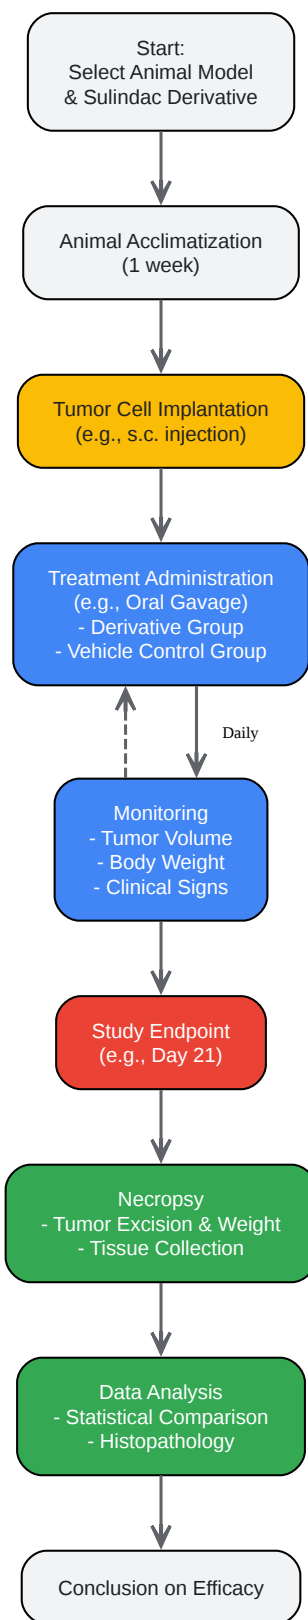 Start:
Select Animal Model
& Sulindac Derivative
Animal Acclimatization
(1 week)
Tumor Cell Implantation
(e.g., s.c. injection)
Treatment Administration
(e.g., Oral Gavage)
- Derivative Group
- Vehicle Control Group
Daily
Monitoring
- Tumor Volume
- Body Weight
- Clinical Signs
Study Endpoint
(e.g., Day 21)
Necropsy
- Tumor Excision & Weight
- Tissue Collection
Data Analysis
- Statistical Comparison
- Histopathology
Conclusion on Efficacy